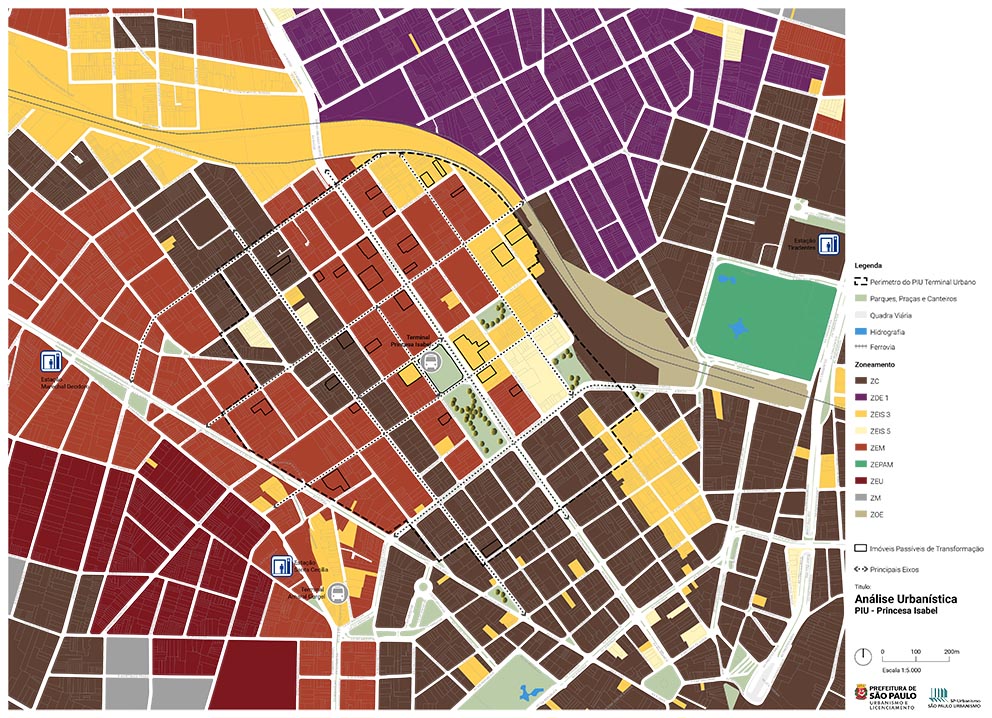 Estação
Tiradentes
Terminal
Princesa Isabel
Estação
Marechal Deodoro
Estação
Santa Cecília
Terminal
Amaral Gurgel
Legenda
Perímetro do PIU Terminal Urbano
Parques, Praças e Canteiros
Quadra Viária
Hidrografia
Ferrovia
Zoneamento
ZC
ZDE 1
ZEIS 3
ZEIS 5
ZEM
ZEPAM
ZEU
ZM
ZOE
Imóveis Passíveis de Transformação
Principais Eixos
Título:
Análise Urbanística
PIU - Princesa Isabel
0 100 200m
Escala 1:5.000
PREFEITURA DE
SÃO PAULO
URBANISMO E
LICENCIAMENTO
SP-Urbanismo
SÃO PAULO URBANISMO